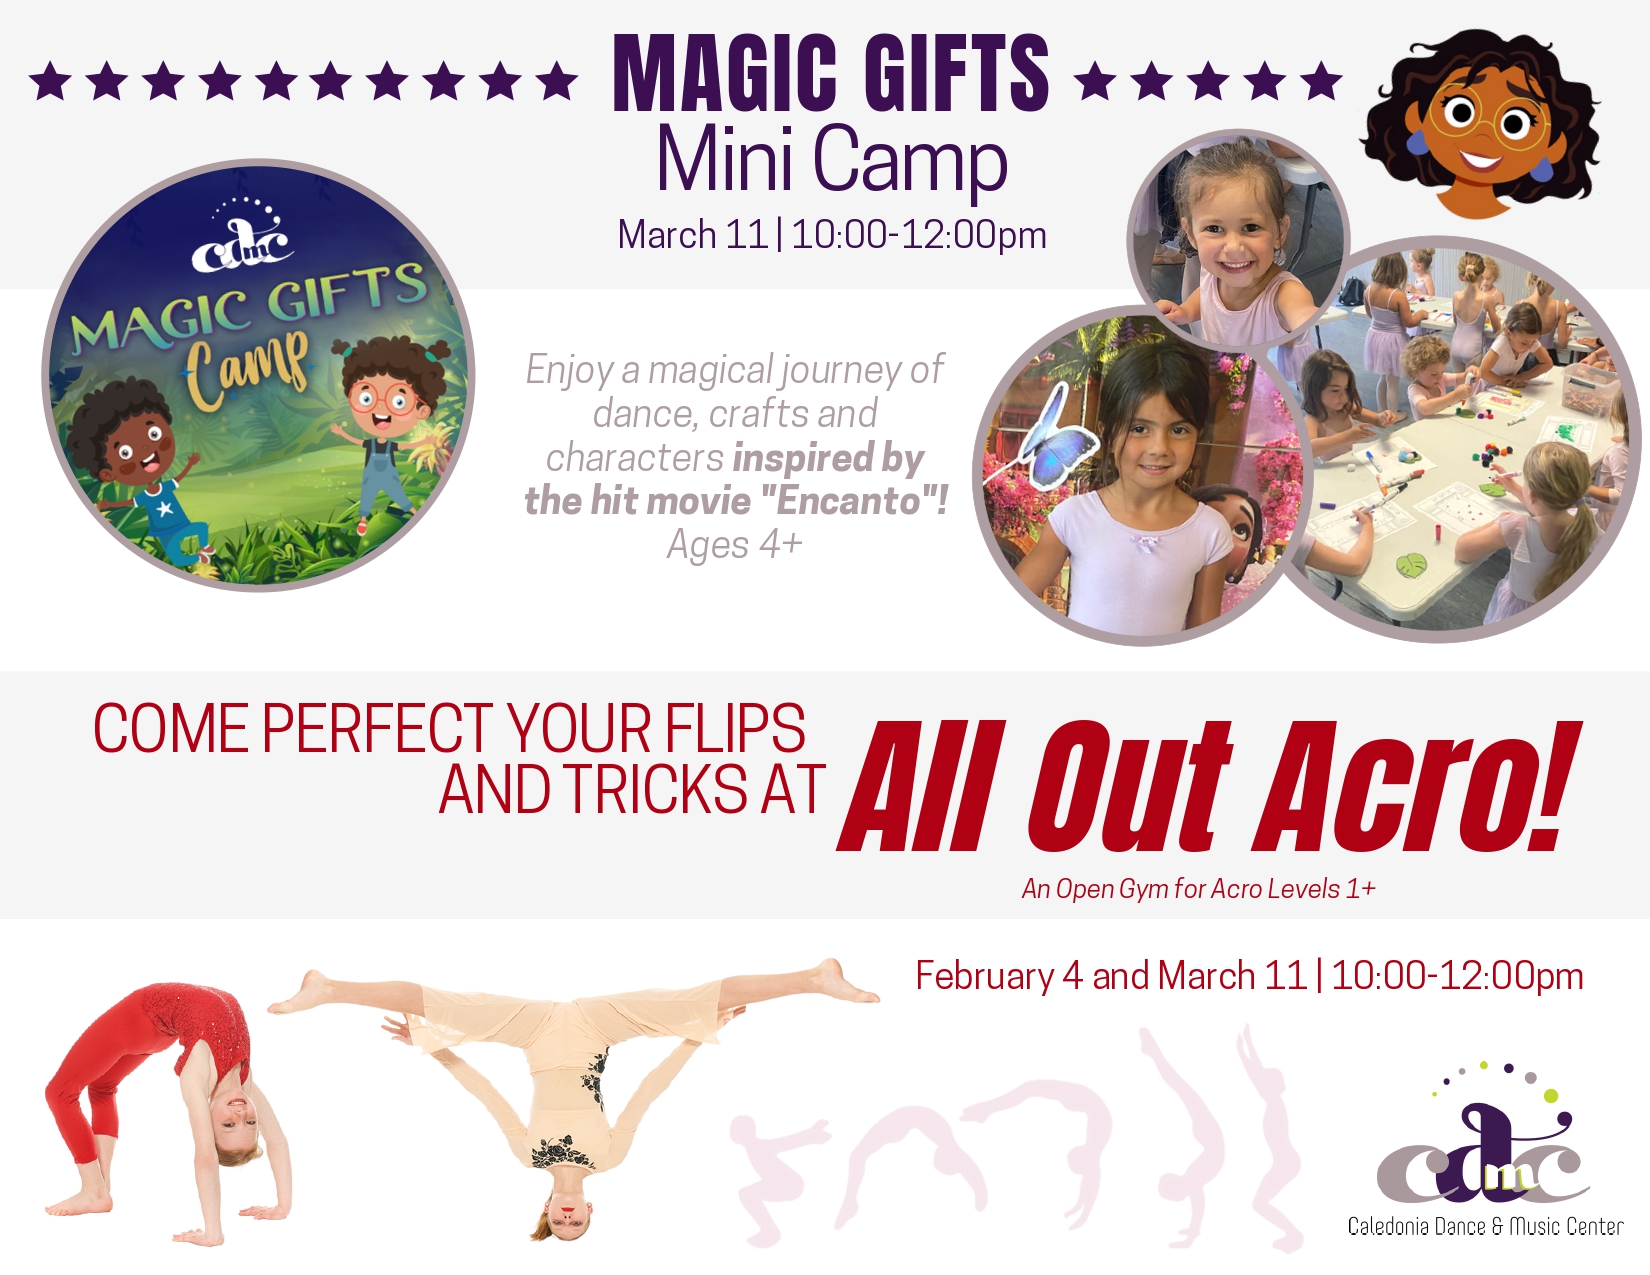 MAGIC GIFTS
Mini Camp
March 11 | 10:00-12:00pm
cdmc
MAGIC GIFTS
Camp
Enjoy a magical journey of
dance, crafts and
characters inspired by
the hit movie "Encanto"!
Ages 4+
COME PERFECT YOUR FLIPS
AND TRICKS AT
All Out Acro!
An Open Gym for Acro Levels 1+
February 4 and March 11 | 10:00-12:00pm
cdmc
Caledonia Dance & Music Center